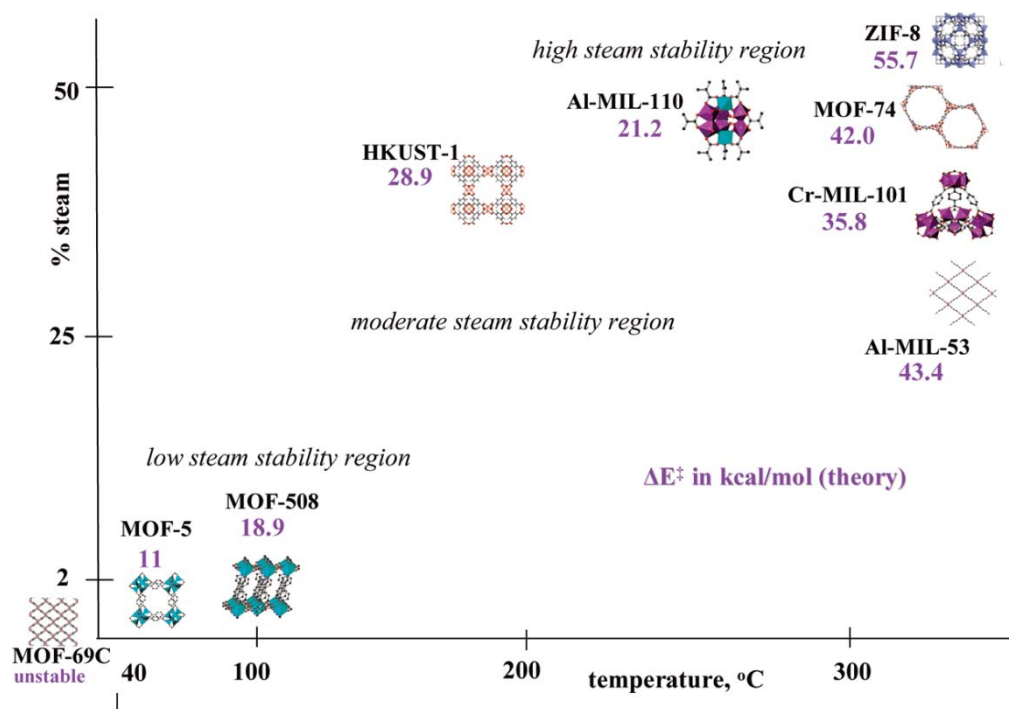 ZIF-8
55.7
high steam stability region
50
Al-MIL-110
21.2
MOF-74
42.0
HKUST-1
28.9
Cr-MIL-101
35.8
% steam
moderate steam stability region
25
Al-MIL-53
43.4
low steam stability region
ΔE‡ in kcal/mol (theory)
MOF-508
18.9
MOF-5
11
2
MOF-69C
unstable
40
100
200
temperature, °C
300